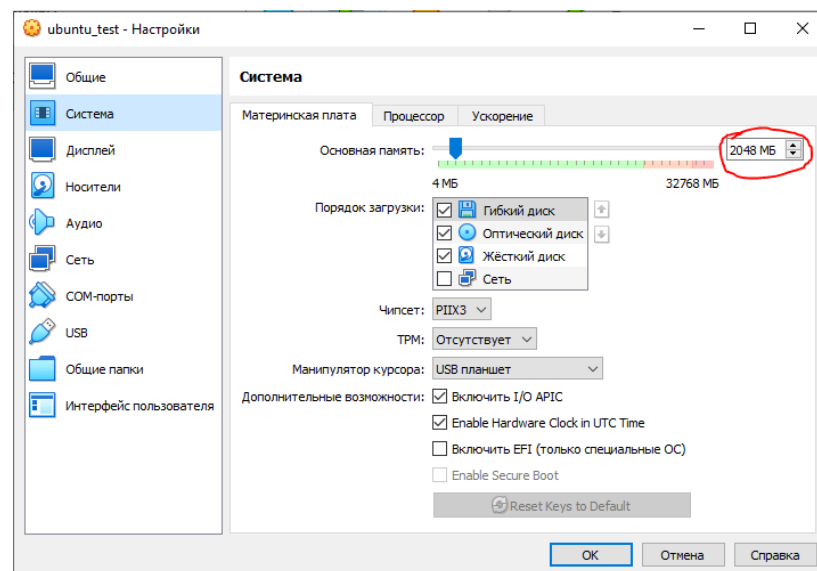 ubuntu_test - Настройки
Общие
Система
Дисплей
Носители
Аудио
Сеть
COM-порты
USB
Общие папки
Интерфейс пользователя
Система
Материнская плата Процессор Ускорение
Основная память: 2048 МБ
4 МБ 32768 МБ
Порядок загрузки: Гибкий диск
Оптический диск
Жёсткий диск
Сеть
Чипсет: PIIX3
TPM: Отсутствует
Манипулятор курсора: USB планшет
Дополнительные возможности: Включить I/O APIC
Enable Hardware Clock in UTC Time
Включить EFI (только специальные ОС)
Enable Secure Boot
Reset Keys to Default
OK Отмена Справка